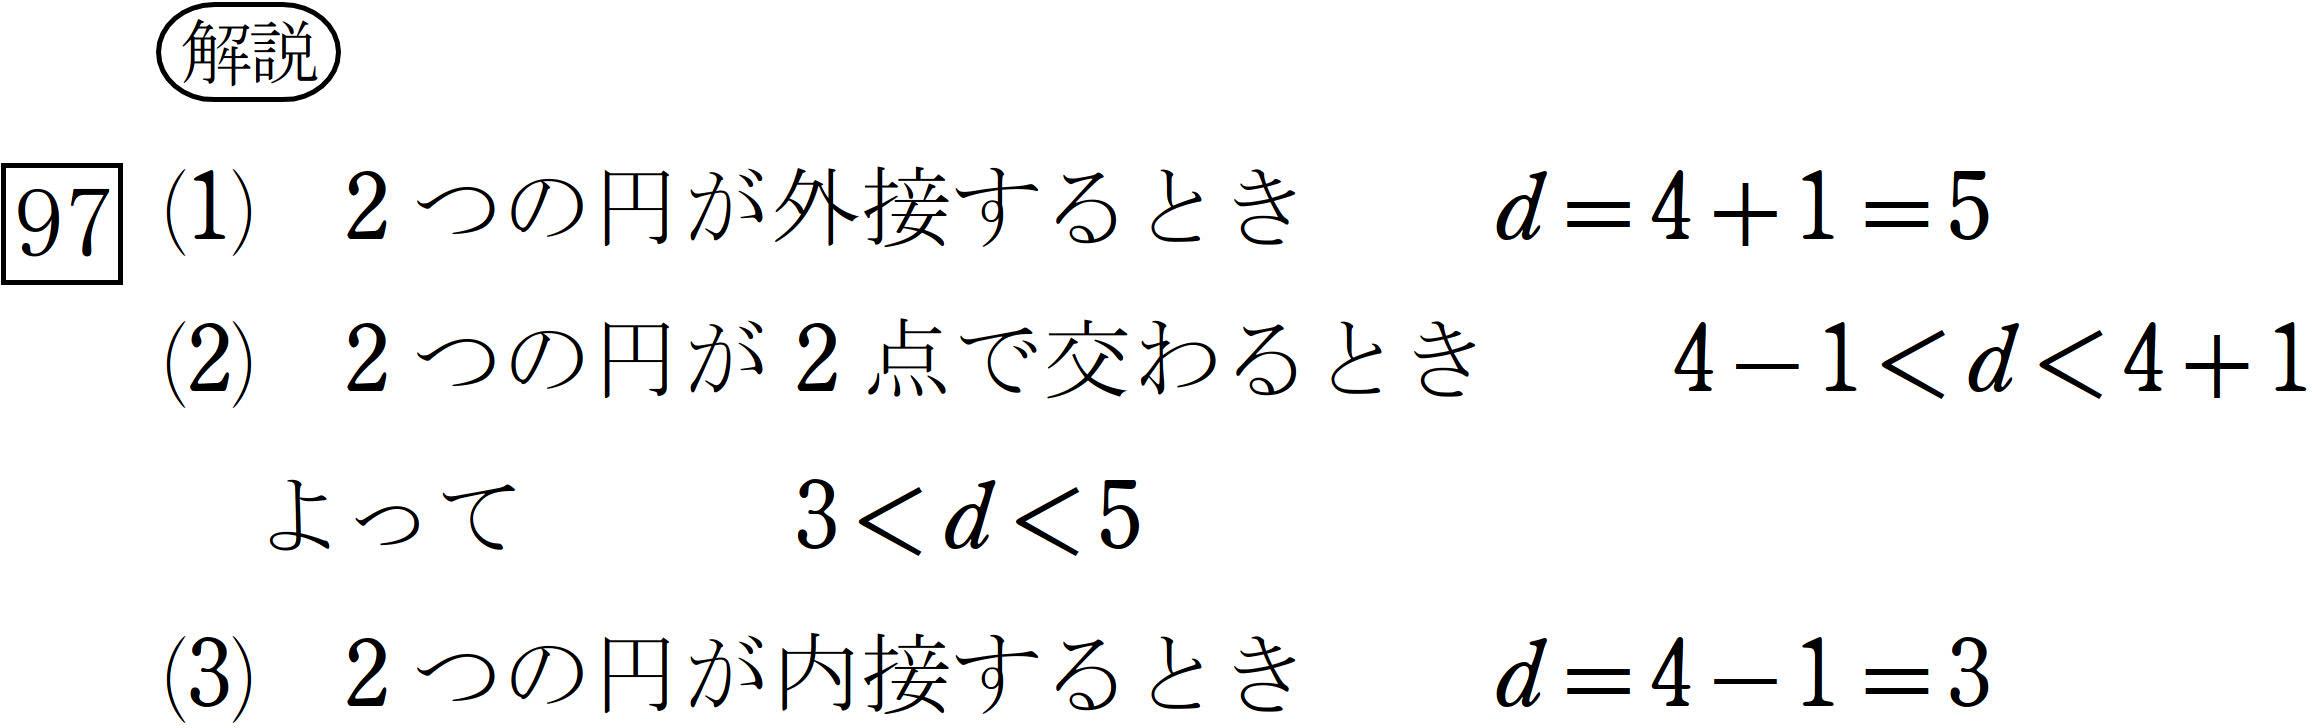 解説
97 (1) 2つの円が外接するとき d=4+1=5
(2) 2つの円が2点で交わるとき 4−1<d<4+1
よって 3<d<5
(3) 2つの円が内接するとき d=4−1=3